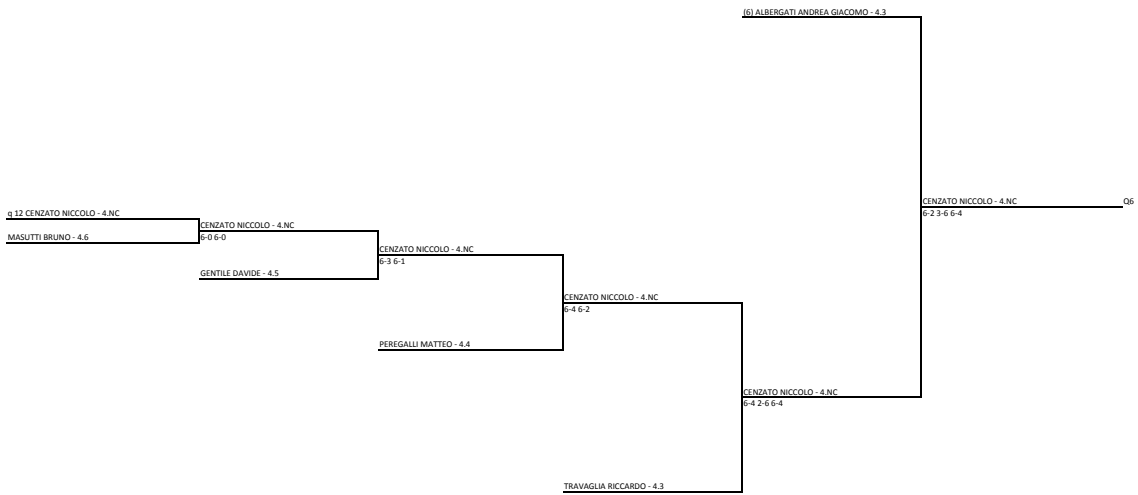 (6) ALBERGATI ANDREA GIACOMO - 4.3
CENZATO NICCOLO - 4.NC
Q6
6-2 3-6 6-4
q 12 CENZATO NICCOLO - 4.NC
CENZATO NICCOLO - 4.NC
MASUTTI BRUNO - 4.6
6-0 6-0
CENZATO NICCOLO - 4.NC
6-3 6-1
GENTILE DAVIDE - 4.5
CENZATO NICCOLO - 4.NC
6-4 6-2
PEREGALLI MATTEO - 4.4
CENZATO NICCOLO - 4.NC
6-4 2-6 6-4
TRAVAGLIA RICCARDO - 4.3